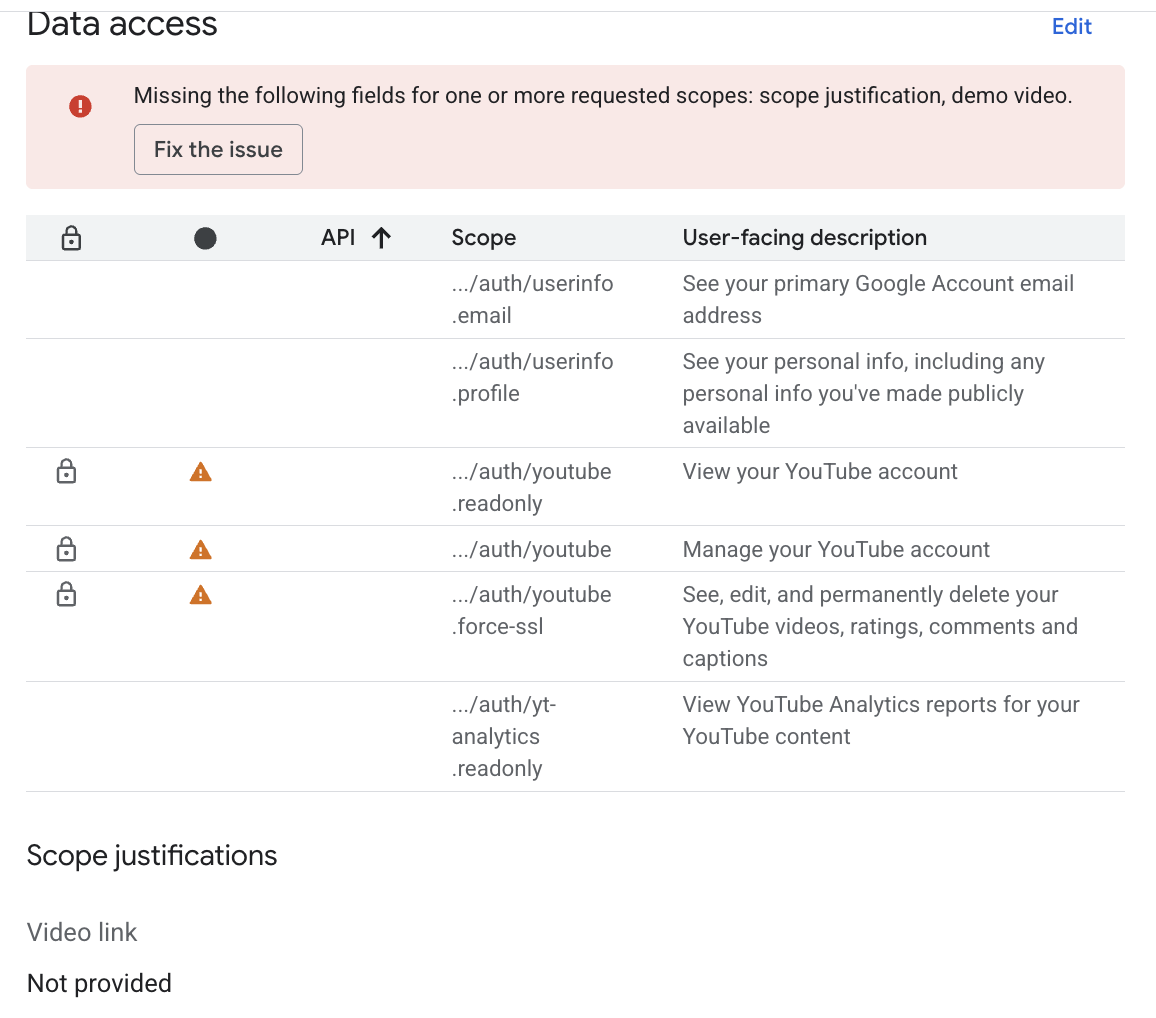 Data access
Edit
Missing the following fields for one or more requested scopes: scope justification, demo video.
Fix the issue
API Scope User-facing description
.../auth/userinfo
.email
See your primary Google Account email
address
.../auth/userinfo
.profile
See your personal info, including any
personal info you've made publicly
available
.../auth/youtube
.readonly
View your YouTube account
.../auth/youtube
Manage your YouTube account
.../auth/youtube
.force-ssl
See, edit, and permanently delete your
YouTube videos, ratings, comments and
captions
.../auth/yt-
analytics
.readonly
View YouTube Analytics reports for your
YouTube content
Scope justifications
Video link
Not provided